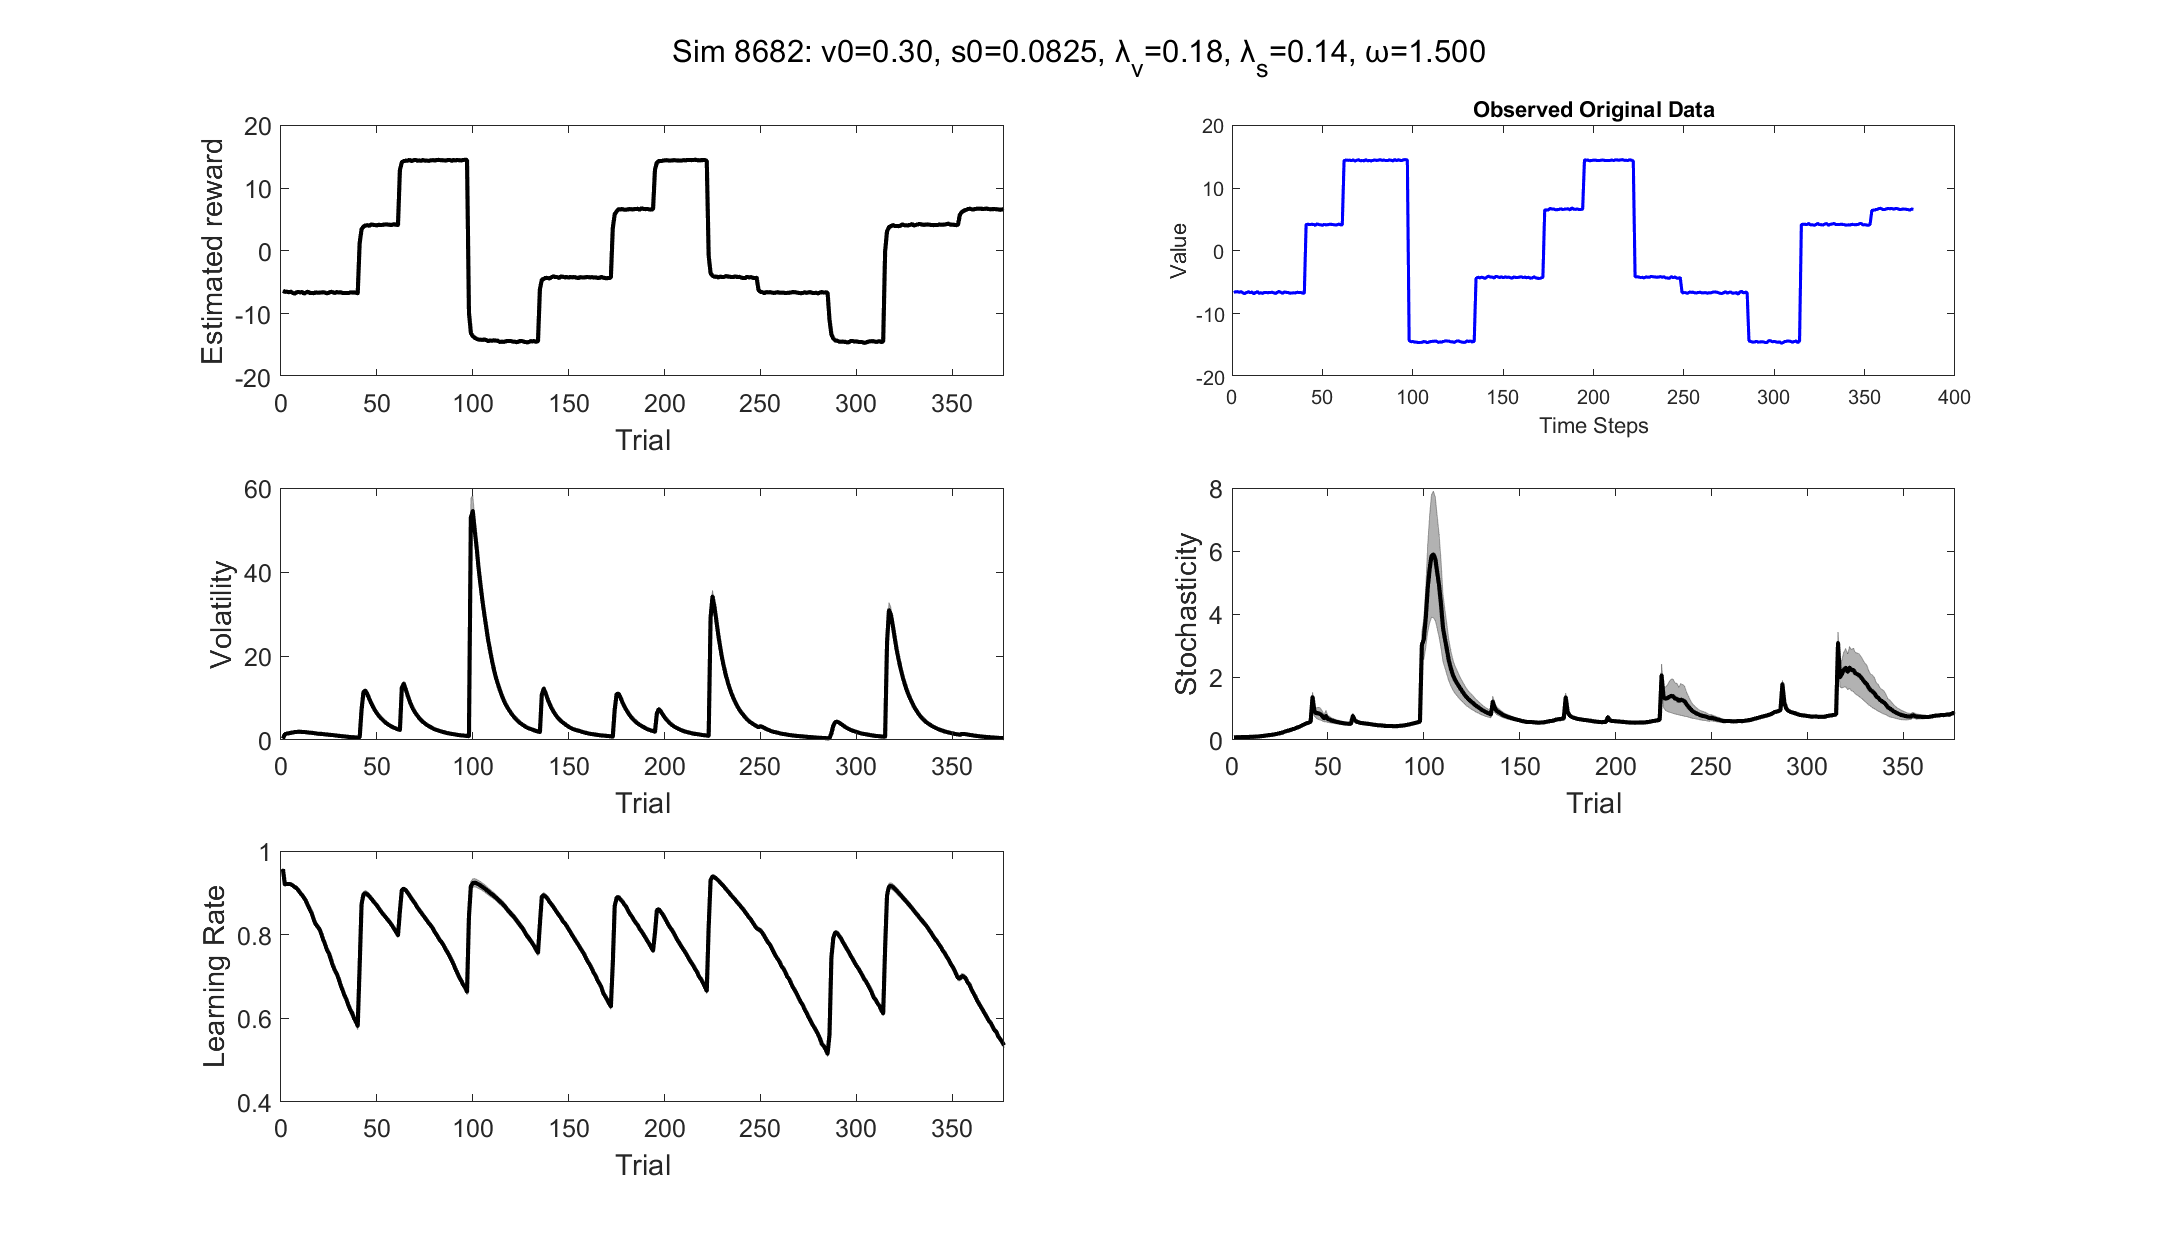 Sim 8682: v0=0.30, s0=0.0825, λv=0.18, λs=0.14, ω=1.500
Estimated reward
20
10
0
-10
-20
0 50 100 150 200 250 300 350
Trial
Observed Original Data
Value
20
10
0
-10
-20
0 50 100 150 200 250 300 350 400
Time Steps
Volatility
60
40
20
0
0 50 100 150 200 250 300 350
Trial
Stochasticity
8
6
4
2
0
0 50 100 150 200 250 300 350
Trial
Learning Rate
1
0.8
0.6
0.4
0 50 100 150 200 250 300 350
Trial